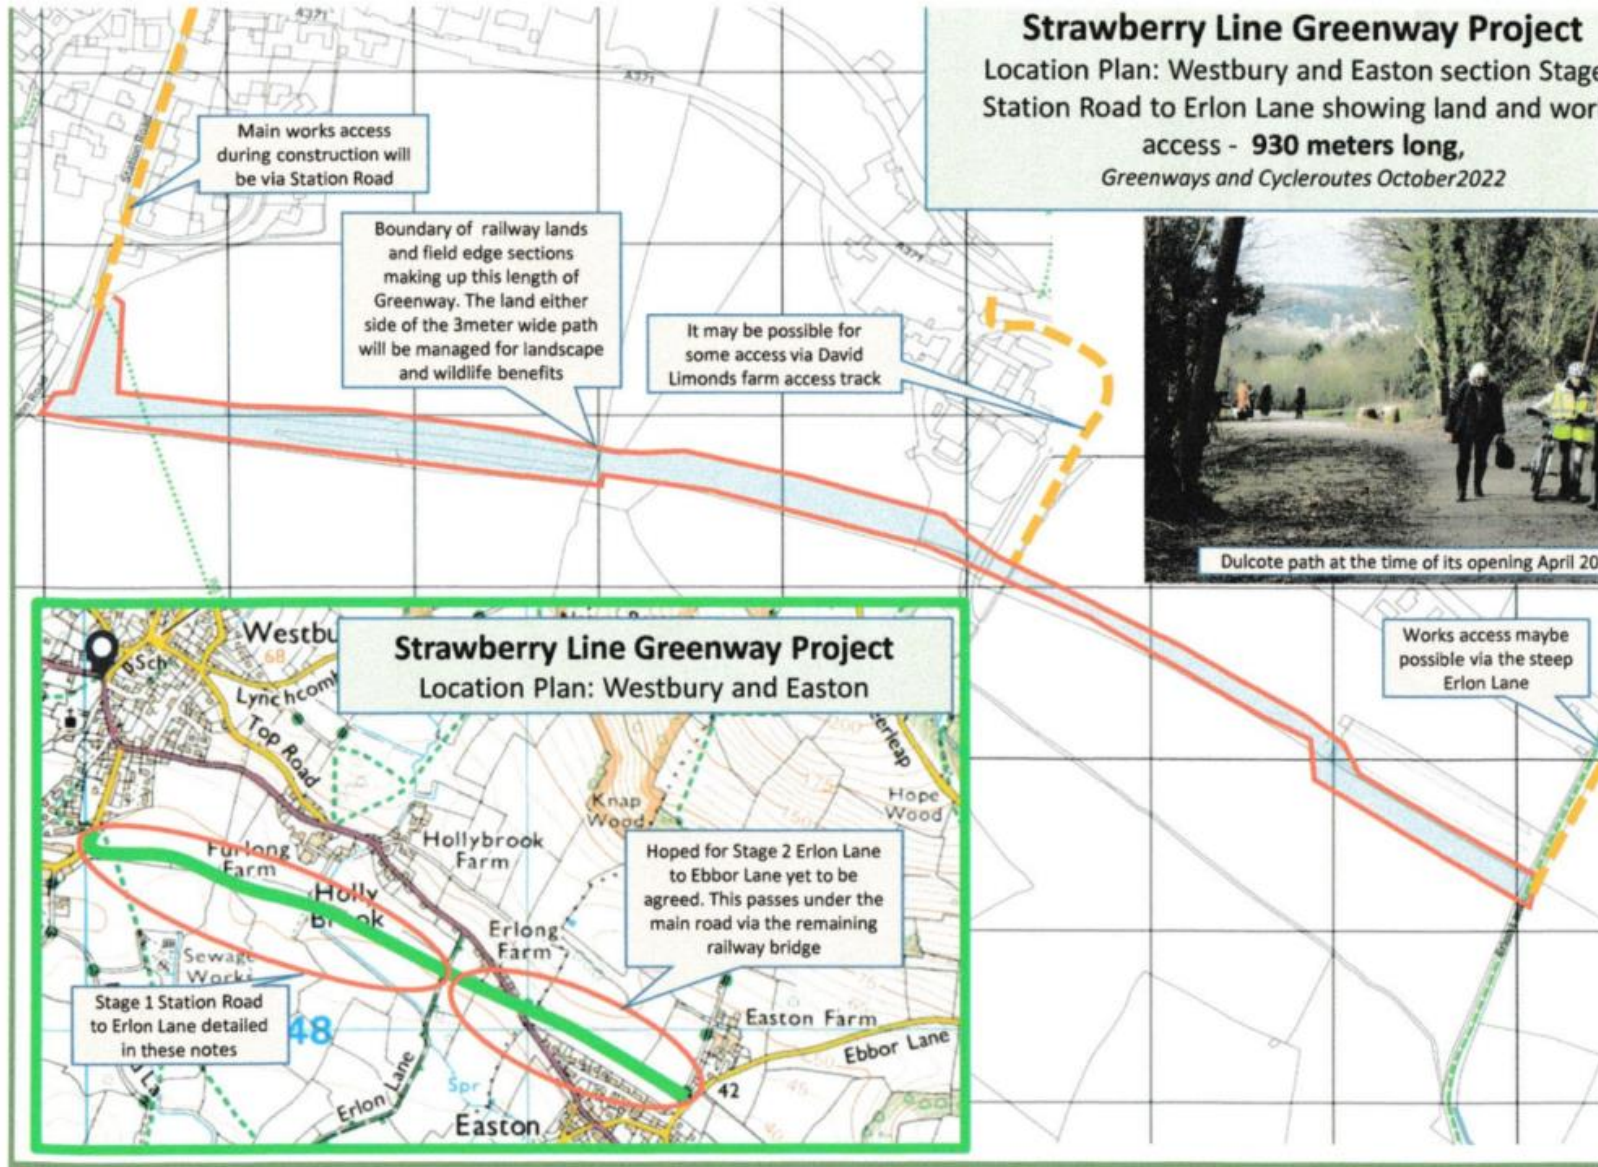 Strawberry Line Greenway Project
Location Plan: Westbury and Easton section Stage
Station Road to Erlon Lane showing land and wor
access - 930 meters long,
Greenways and Cycleroutes October2022
A371
A371
A371
Station Road
Main works access
during construction will
be via Station Road
Boundary of railway lands
and field edge sections
making up this length of
Greenway. The land either
side of the 3meter wide path
will be managed for landscape
and wildlife benefits
It may be possible for
some access via David
Limonds farm access track
Dulcote path at the time of its opening April 20
Works access maybe
possible via the steep
Erlon Lane
Strawberry Line Greenway Project
Location Plan: Westbury and Easton
Westbu
68
Sch
Lynchcomb
Top Road
Knap
Wood
Hope
Wood
eerleap
200
175
150
Hollybrook
Farm
Furlong
Farm
Holly
Brook
Hoped for Stage 2 Erlon Lane
to Ebbor Lane yet to be
agreed. This passes under the
main road via the remaining
railway bridge
Erlong
Farm
Sewage
Works
Stage 1 Station Road
to Erlon Lane detailed
in these notes
48
Easton Farm
Ebbor Lane
Erlon Lane
Spr
42
Easton